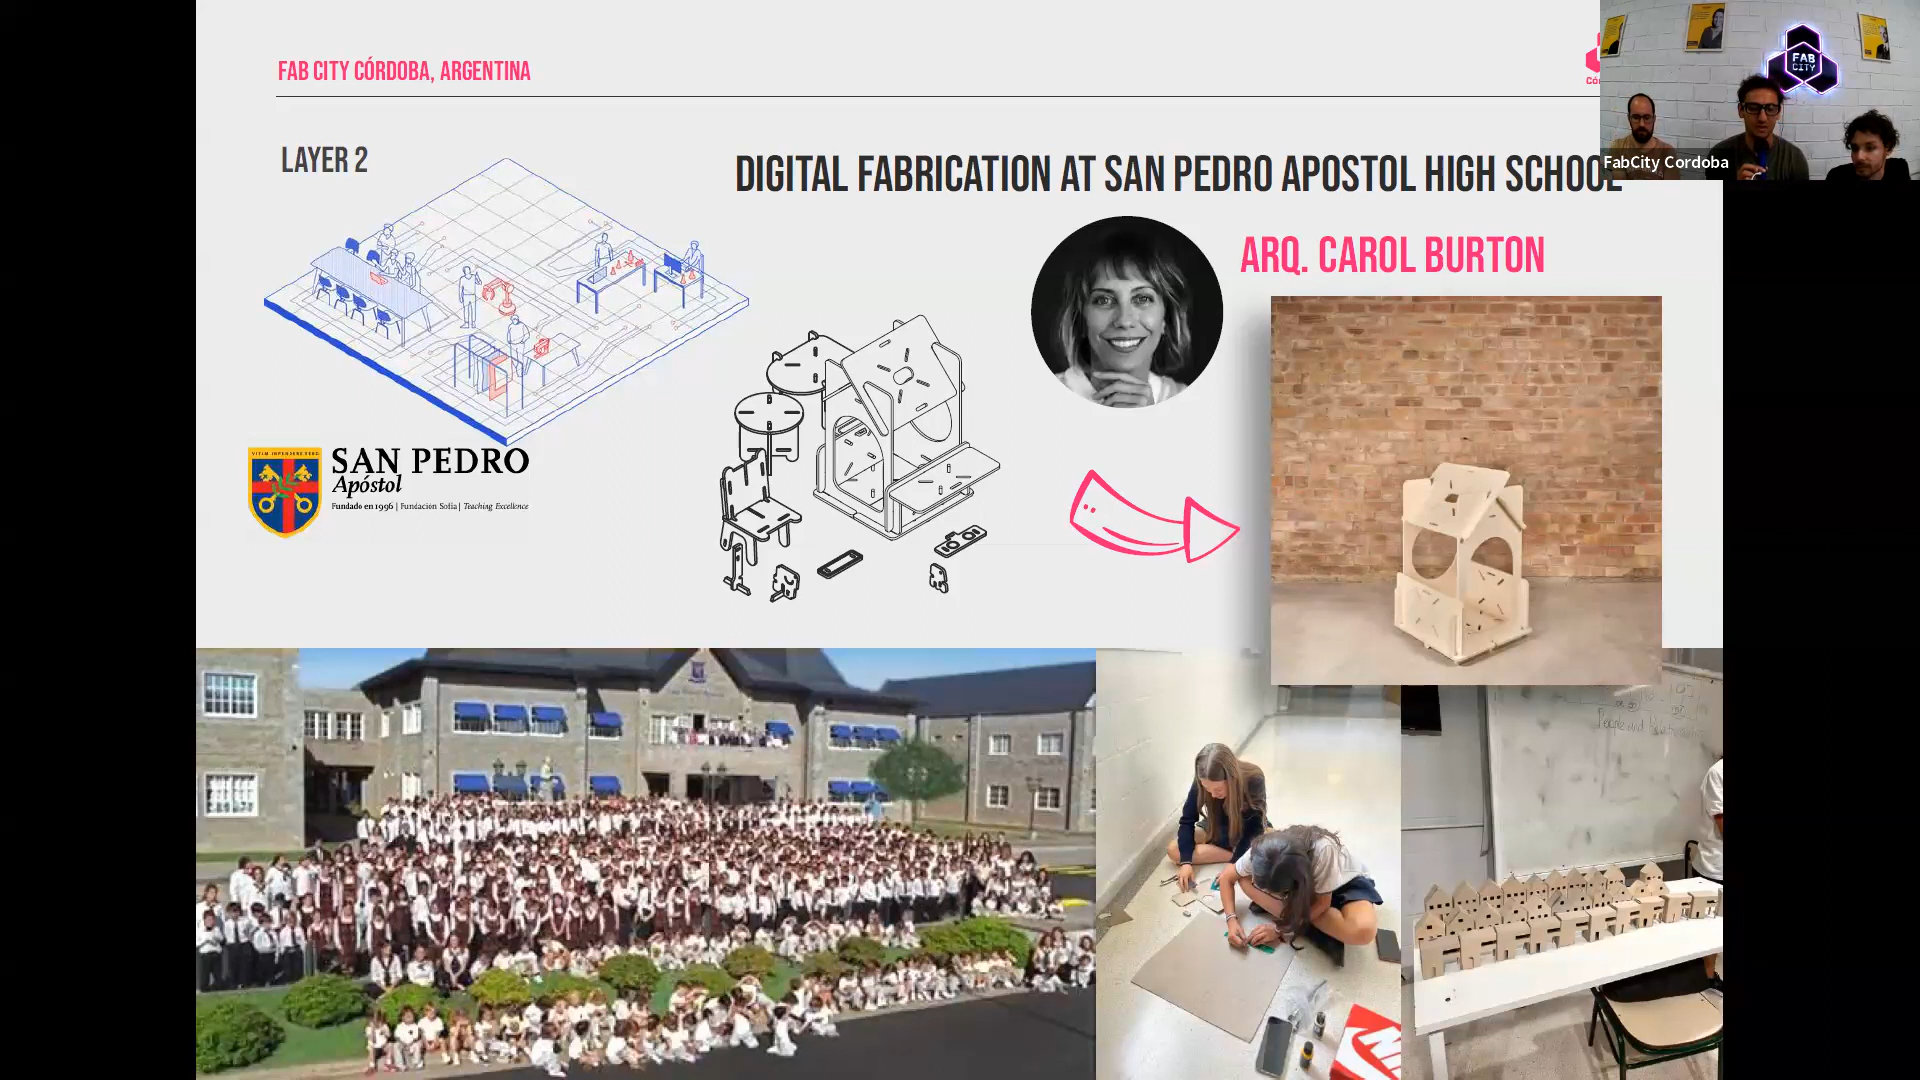 FAB CITY CÓRDOBA, ARGENTINA
FAB
CITY
FabCity Cordoba
LAYER 2
DIGITAL FABRICATION AT SAN PEDRO APOSTOL HIGH SCHOOL
ARQ. CAROL BURTON
SAN PEDRO
Apóstol
Fundado en 1996 | Fundación Sofía | Teaching Excellence